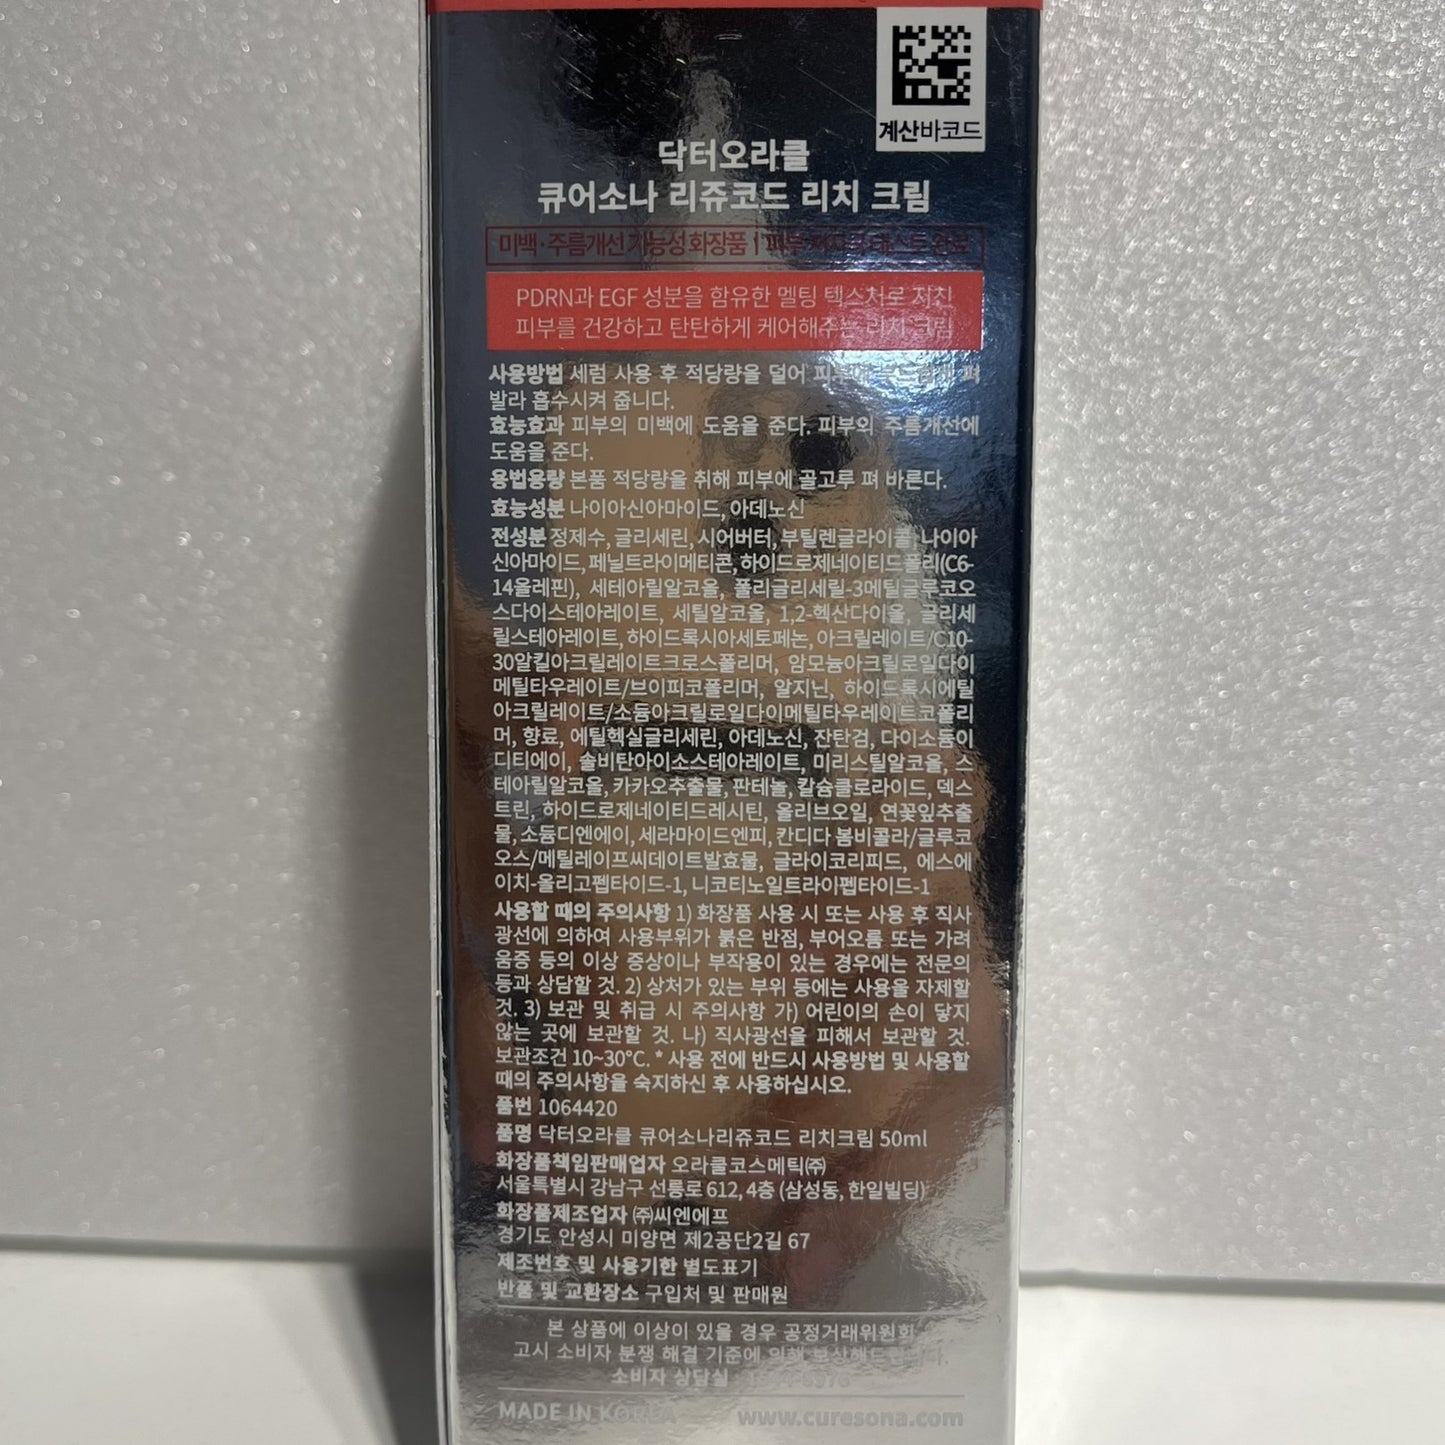 계산바코드
닥터오라클
큐어소나 리쥬코드 리치 크림
미백·주름개선 기능성 화장품 | 피부 저자극 테스트 완료
PDRN과 EGF 성분을 함유한 멜팅 텍스처로 지친
피부를 건강하고 탄탄하게 케어해주는 리치 크림
사용방법 세럼 사용 후 적당량을 덜어 피부에 부드럽게 펴
발라 흡수시켜 줍니다.
효능효과 피부의 미백에 도움을 준다. 피부의 주름개선에
도움을 준다.
용법용량 본품 적당량을 취해 피부에 골고루 펴 바른다.
효능성분 나이아신아마이드, 아데노신
전성분 정제수, 글리세린, 시어버터, 부틸렌글라이콜, 나이아
신아마이드, 페닐트라이메티콘, 하이드로제네이티드폴리(C6-
14올레핀), 세테아릴알코올, 폴리글리세릴-3메틸글루코오
스다이스테아레이트, 세틸알코올, 1,2-헥산다이올, 글리세
릴스테아레이트, 하이드록시아세토페논, 아크릴레이트/C10-
30알킬아크릴레이트크로스폴리머, 암모늄아크릴로일다이
메틸타우레이트/브이피코폴리머, 알지닌, 하이드록시에틸
아크릴레이트/소듐아크릴로일다이메틸타우레이트코폴리
머, 향료, 에틸헥실글리세린, 아데노신, 잔탄검, 다이소듐이
디티에이, 솔비탄아이소스테아레이트, 미리스틸알코올, 스
테아릴알코올, 카카오추출물, 판테놀, 칼슘클로라이드, 덱스
트린, 하이드로제네이티드레시틴, 올리브오일, 연꽃잎추출
물, 소듐디엔에이, 세라마이드엔피, 칸디다 봄비콜라/글루코
오스/메틸레이프씨데이트발효물, 글라이코리피드, 에스에
이치-올리고펩타이드-1, 니코티노일트라이펩타이드-1
사용할 때의 주의사항 1) 화장품 사용 시 또는 사용 후 직사
광선에 의하여 사용부위가 붉은 반점, 부어오름 또는 가려
움증 등의 이상 증상이나 부작용이 있는 경우에는 전문의
등과 상담할 것. 2) 상처가 있는 부위 등에는 사용을 자제할
것. 3) 보관 및 취급 시 주의사항 가) 어린이의 손이 닿지
않는 곳에 보관할 것. 나) 직사광선을 피해서 보관할 것.
보관조건 10~30°C. * 사용 전에 반드시 사용방법 및 사용할
때의 주의사항을 숙지하신 후 사용하십시오.
품번 1064420
품명 닥터오라클 큐어소나리쥬코드 리치크림 50ml
화장품책임판매업자 오라클코스메틱㈜
서울특별시 강남구 선릉로 612, 4층 (삼성동, 한일빌딩)
화장품제조업자 ㈜씨엔에프
경기도 안성시 미양면 제2공단2길 67
제조번호 및 사용기한 별도표기
반품 및 교환장소 구입처 및 판매원
본 상품에 이상이 있을 경우 공정거래위원회
고시 소비자 분쟁 해결 기준에 의해 보상해드립니다.
소비자 상담실 :
MADE IN KOREA www.curesona.com